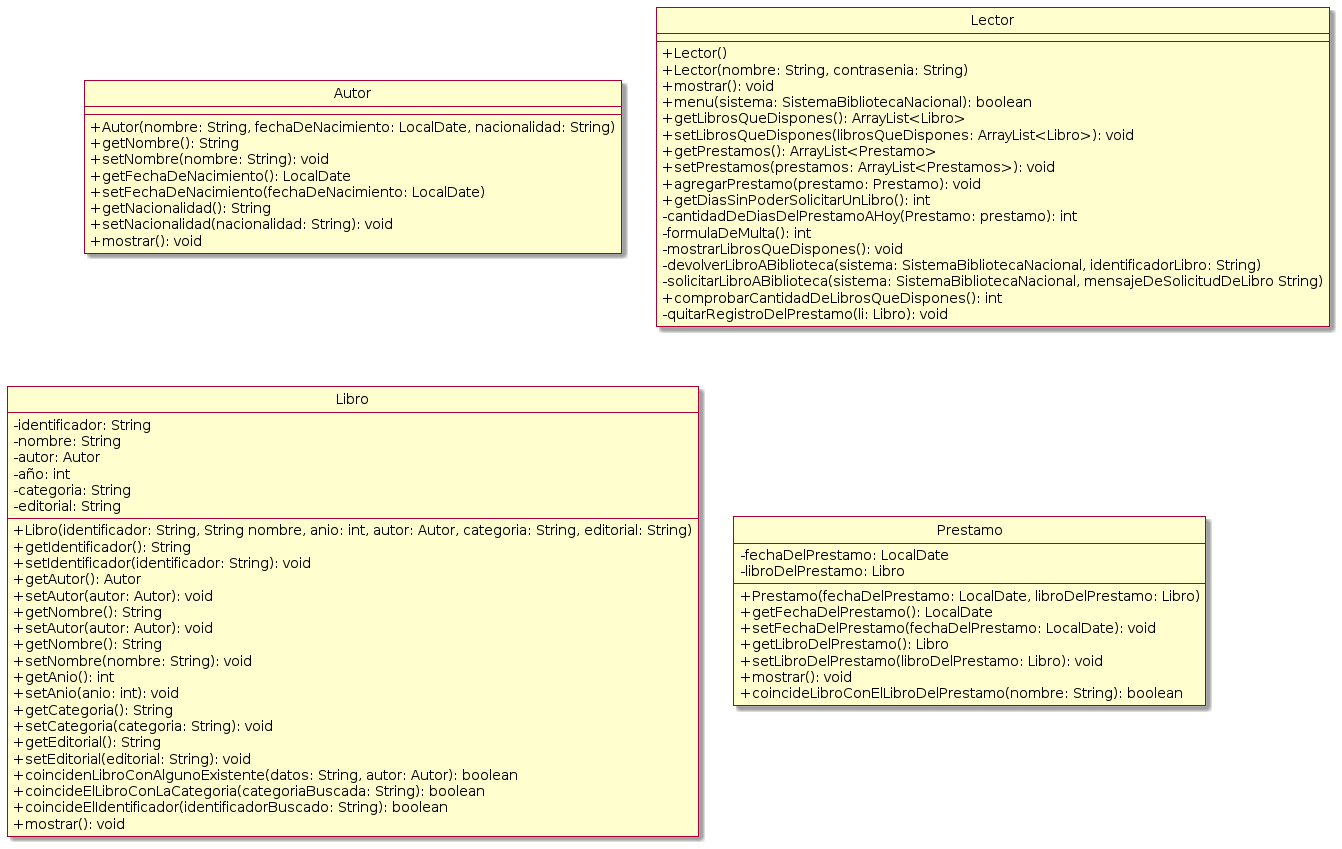 Autor
+Autor(nombre: String, fechaDeNacimiento: LocalDate, nacionalidad: String)
+getNombre(): String
+setNombre(nombre: String): void
+getFechaDeNacimiento(): LocalDate
+setFechaDeNacimiento(fechaDeNacimiento: LocalDate)
+getNacionalidad(): String
+setNacionalidad(nacionalidad: String): void
+mostrar(): void
Lector
+Lector()
+Lector(nombre: String, contrasenia: String)
+mostrar(): void
+menu(sistema: SistemaBibliotecaNacional): boolean
+getLibrosQueDispones(): ArrayList<Libro>
+setLibrosQueDispones(librosQueDispones: ArrayList<Libro>): void
+getPrestamos(): ArrayList<Prestamo>
+setPrestamos(prestamos: ArrayList<Prestamos>): void
+agregarPrestamo(prestamo: Prestamo): void
+getDiasSinPoderSolicitarUnLibro(): int
-cantidadDeDiasDelPrestamoAHoy(Prestamo: prestamo): int
-formulaDeMulta(): int
-mostrarLibrosQueDispones(): void
-devolverLibroABiblioteca(sistema: SistemaBibliotecaNacional, identificadorLibro: String)
-solicitarLibroABiblioteca(sistema: SistemaBibliotecaNacional, mensajeDeSolicitudDeLibro String)
+comprobarCantidadDeLibrosQueDispones(): int
-quitarRegistroDelPrestamo(li: Libro): void
Libro
-identificador: String
-nombre: String
-autor: Autor
-año: int
-categoria: String
-editorial: String
+Libro(identificador: String, String nombre, anio: int, autor: Autor, categoria: String, editorial: String)
+getIdentificador(): String
+setIdentificador(identificador: String): void
+getAutor(): Autor
+setAutor(autor: Autor): void
+getNombre(): String
+setAutor(autor: Autor): void
+getNombre(): String
+setNombre(nombre: String): void
+getAnio(): int
+setAnio(anio: int): void
+getCategoria(): String
+setCategoria(categoria: String): void
+getEditorial(): String
+setEditorial(editorial: String): void
+coincidenLibroConAlgunoExistente(datos: String, autor: Autor): boolean
+coincideElLibroConLaCategoria(categoriaBuscada: String): boolean
+coincideElIdentificador(identificadorBuscado: String): boolean
+mostrar(): void
Prestamo
-fechaDelPrestamo: LocalDate
-libroDelPrestamo: Libro
+Prestamo(fechaDelPrestamo: LocalDate, libroDelPrestamo: Libro)
+getFechaDelPrestamo(): LocalDate
+setFechaDelPrestamo(fechaDelPrestamo: LocalDate): void
+getLibroDelPrestamo(): Libro
+setLibroDelPrestamo(libroDelPrestamo: Libro): void
+mostrar(): void
+coincideLibroConElLibroDelPrestamo(nombre: String): boolean